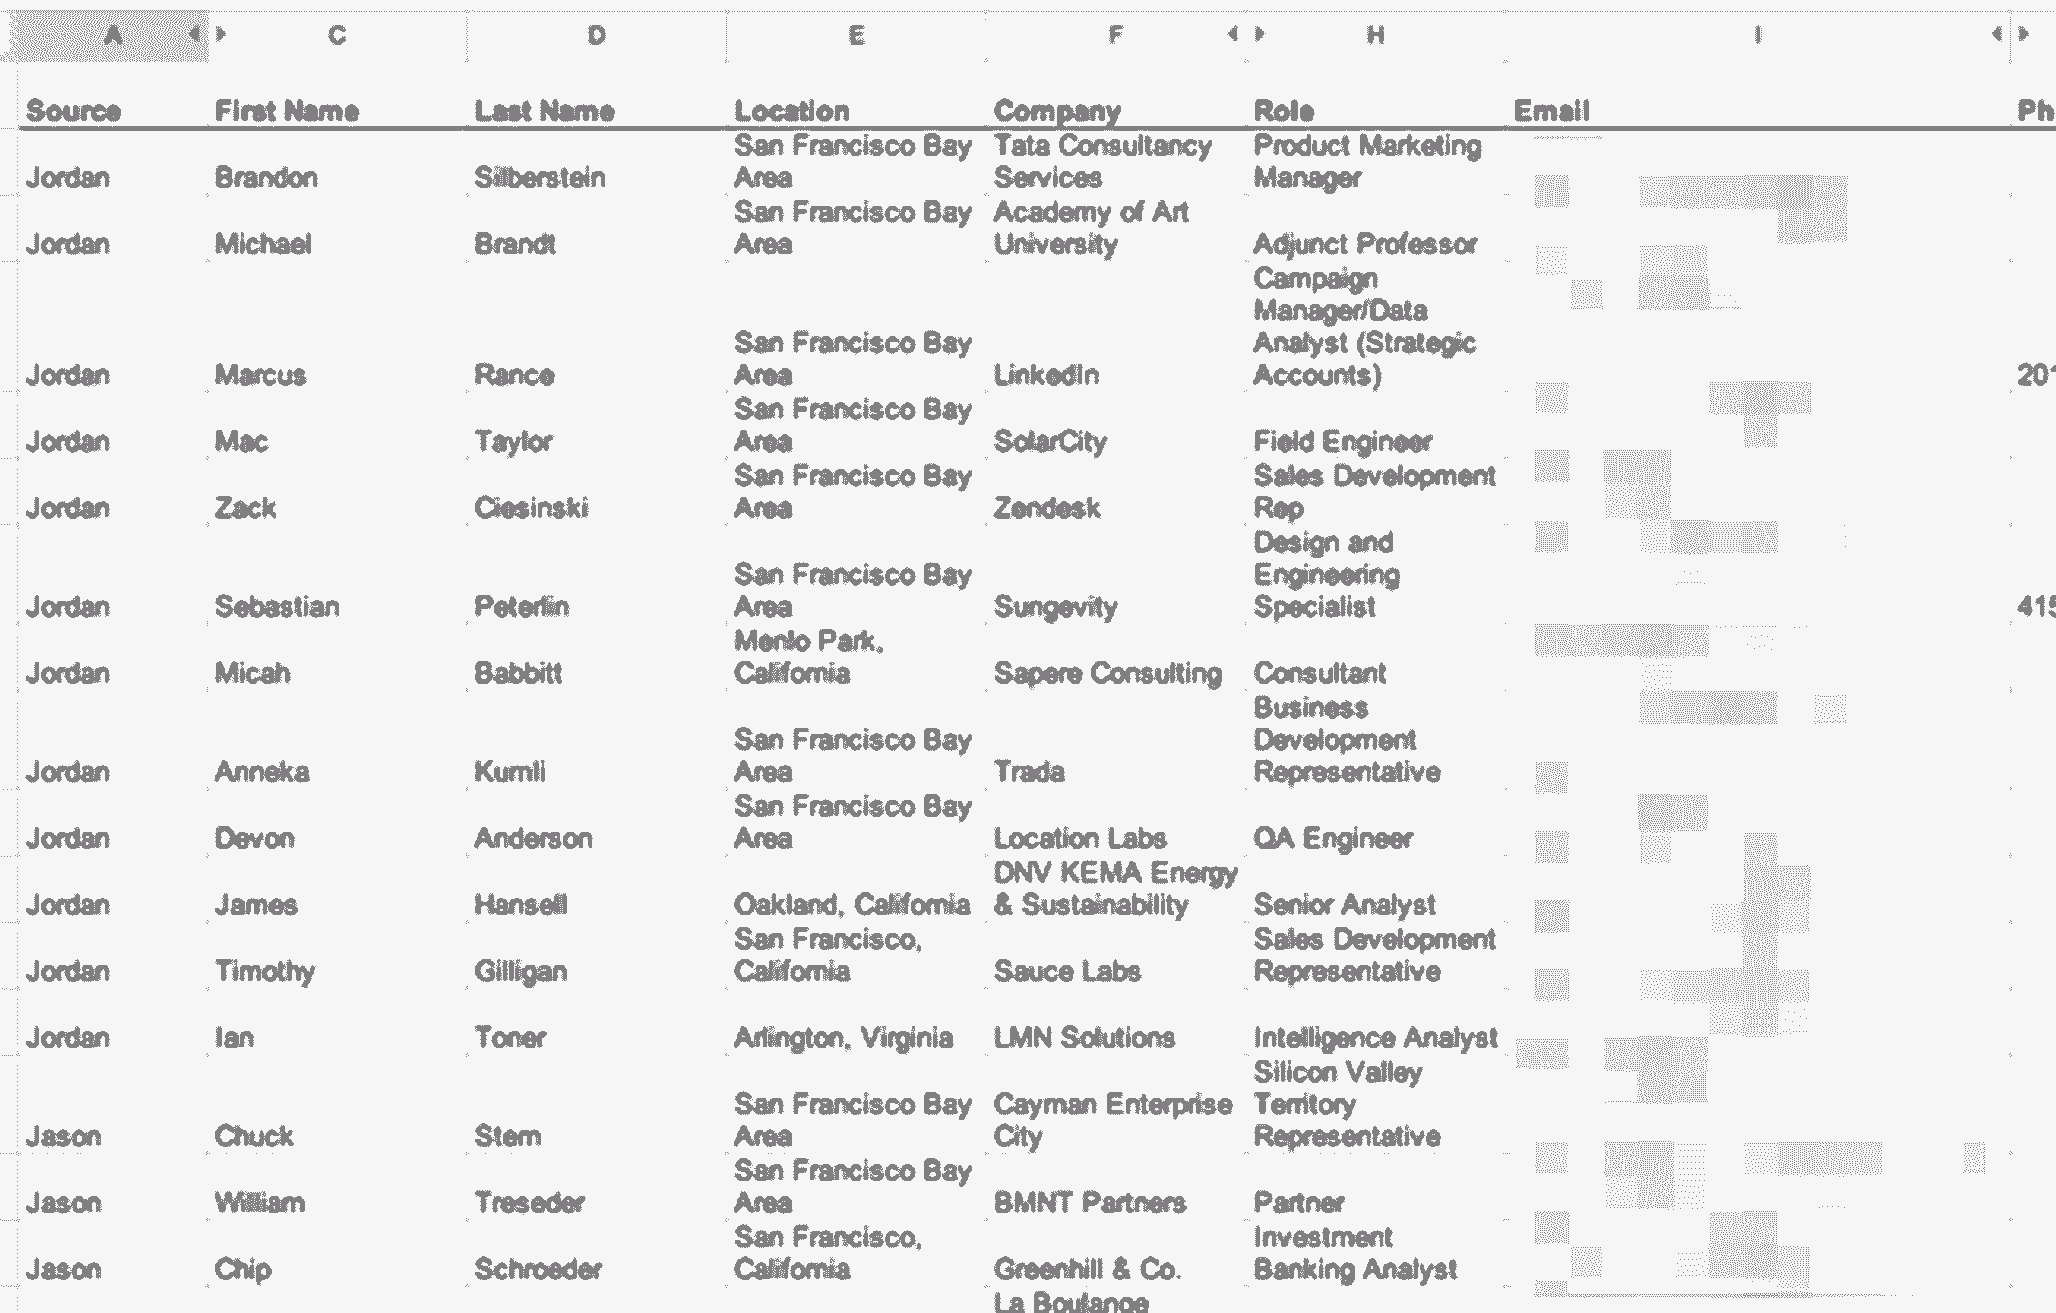 A C D E F H I
Source First Name Last Name Location Company Role Email Ph
San Francisco Bay Tata Consultancy Product Marketing
Jordan Brandon Silberstein Area Services Manager
San Francisco Bay Academy of Art
Jordan Michael Brandt Area University Adjunct Professor
Campaign
Manager/Data
San Francisco Bay Analyst (Strategic
Jordan Marcus Rance Area LinkedIn Accounts) 201
San Francisco Bay
Jordan Mac Taylor Area SolarCity Field Engineer
San Francisco Bay Sales Development
Jordan Zack Ciesinski Area Zendesk Rep
Design and
San Francisco Bay Engineering
Jordan Sebastian Peterlin Area Sungevity Specialist 415
Menlo Park,
Jordan Micah Babbitt California Sapere Consulting Consultant
Business
San Francisco Bay Development
Jordan Anneka Kumli Area Trada Representative
San Francisco Bay
Jordan Devon Anderson Area Location Labs QA Engineer
DNV KEMA Energy
Jordan James Hansell Oakland, California & Sustainability Senior Analyst
San Francisco, Sales Development
Jordan Timothy Gilligan California Sauce Labs Representative
Jordan Ian Toner Arlington, Virginia LMN Solutions Intelligence Analyst
Silicon Valley
San Francisco Bay Cayman Enterprise Territory
Jason Chuck Stern Area City Representative
San Francisco Bay
Jason William Treseder Area BMNT Partners Partner
San Francisco, Investment
Jason Chip Schroeder California Greenhill & Co. Banking Analyst
La Boulange